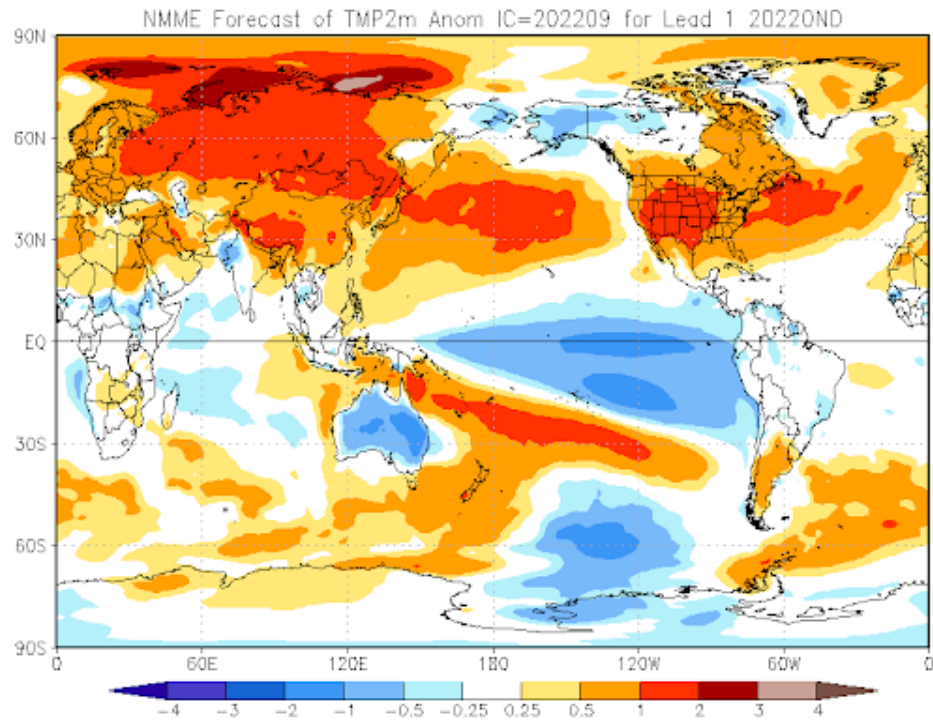 NMME Forecast of TMP2m Anom IC=202209 for Lead 1 2022OND
90N
60N
30N
EQ
30S
60S
90S
0 60E 120E 180 120W 60W 0
-4 -3 -2 -1 -0.5 -0.25 0.25 0.5 1 2 3 4